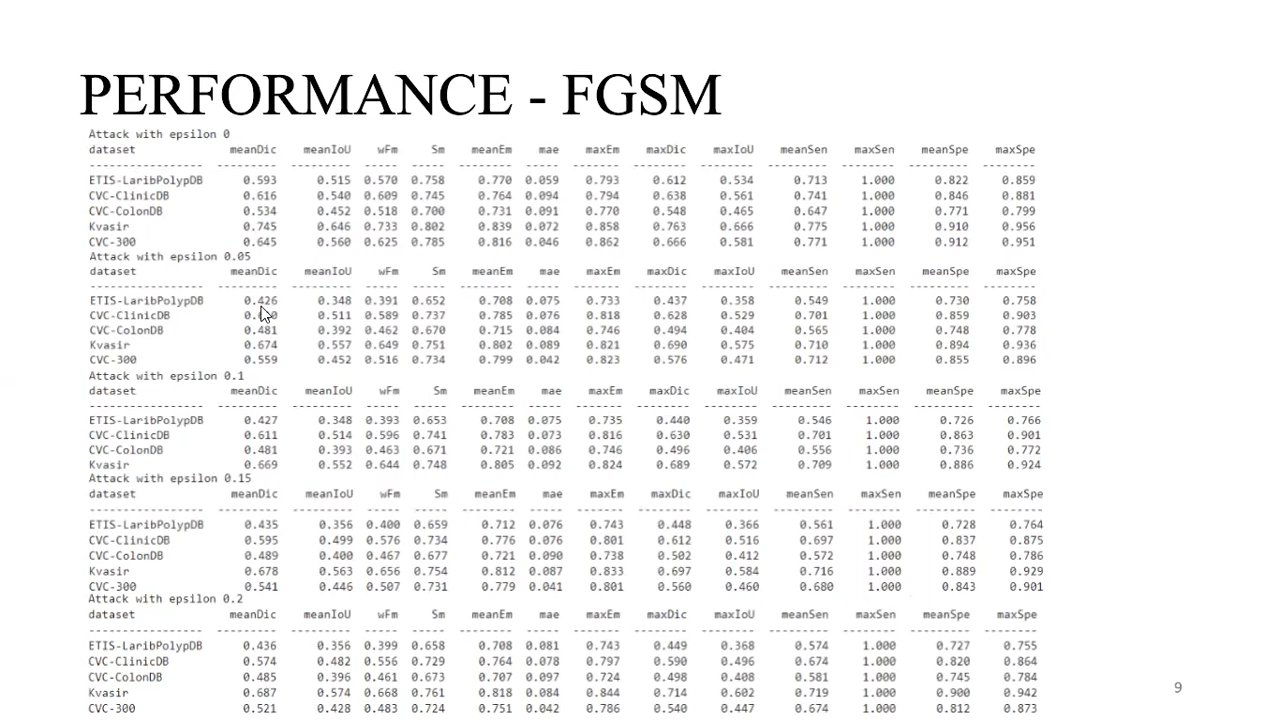 PERFORMANCE - FGSM
Attack with epsilon 0
dataset meanDic meanIoU wFm Sm meanEm mae maxEm maxDic maxIoU meanSen maxSen meanSpe maxSpe
----------------- --------- --------- ----- ----- -------- ----- ------- -------- -------- --------- -------- --------- --------
ETIS-LaribPolypDB 0.593 0.515 0.570 0.758 0.770 0.059 0.793 0.612 0.534 0.713 1.000 0.822 0.859
CVC-ClinicDB 0.616 0.540 0.609 0.745 0.764 0.094 0.794 0.638 0.561 0.741 1.000 0.846 0.881
CVC-ColonDB 0.534 0.452 0.518 0.700 0.731 0.091 0.770 0.548 0.465 0.647 1.000 0.771 0.799
Kvasir 0.745 0.646 0.733 0.802 0.839 0.072 0.858 0.763 0.666 0.775 1.000 0.910 0.956
CVC-300 0.645 0.560 0.625 0.785 0.816 0.046 0.862 0.666 0.581 0.771 1.000 0.912 0.951
Attack with epsilon 0.05
dataset meanDic meanIoU wFm Sm meanEm mae maxEm maxDic maxIoU meanSen maxSen meanSpe maxSpe
----------------- --------- --------- ----- ----- -------- ----- ------- -------- -------- --------- -------- --------- --------
ETIS-LaribPolypDB 0.426 0.348 0.391 0.652 0.708 0.075 0.733 0.437 0.358 0.549 1.000 0.730 0.758
CVC-ClinicDB 0.511 0.589 0.737 0.785 0.076 0.818 0.628 0.529 0.701 1.000 0.859 0.903
CVC-ColonDB 0.481 0.392 0.462 0.670 0.715 0.084 0.746 0.494 0.404 0.565 1.000 0.748 0.778
Kvasir 0.674 0.557 0.649 0.751 0.802 0.089 0.821 0.690 0.575 0.710 1.000 0.894 0.936
CVC-300 0.559 0.452 0.516 0.734 0.799 0.042 0.823 0.576 0.471 0.712 1.000 0.855 0.896
Attack with epsilon 0.1
dataset meanDic meanIoU wFm Sm meanEm mae maxEm maxDic maxIoU meanSen maxSen meanSpe maxSpe
----------------- --------- --------- ----- ----- -------- ----- ------- -------- -------- --------- -------- --------- --------
ETIS-LaribPolypDB 0.427 0.348 0.393 0.653 0.708 0.075 0.735 0.440 0.359 0.546 1.000 0.726 0.766
CVC-ClinicDB 0.611 0.514 0.596 0.741 0.783 0.073 0.816 0.630 0.531 0.701 1.000 0.863 0.901
CVC-ColonDB 0.481 0.393 0.463 0.671 0.721 0.086 0.746 0.496 0.406 0.556 1.000 0.736 0.772
Kvasir 0.669 0.552 0.644 0.748 0.805 0.092 0.824 0.689 0.572 0.709 1.000 0.886 0.924
Attack with epsilon 0.15
dataset meanDic meanIoU wFm Sm meanEm mae maxEm maxDic maxIoU meanSen maxSen meanSpe maxSpe
----------------- --------- --------- ----- ----- -------- ----- ------- -------- -------- --------- -------- --------- --------
ETIS-LaribPolypDB 0.435 0.356 0.400 0.659 0.712 0.076 0.743 0.448 0.366 0.561 1.000 0.728 0.764
CVC-ClinicDB 0.595 0.499 0.576 0.734 0.776 0.076 0.801 0.612 0.516 0.697 1.000 0.837 0.875
CVC-ColonDB 0.489 0.400 0.467 0.677 0.721 0.090 0.738 0.502 0.412 0.572 1.000 0.748 0.786
Kvasir 0.678 0.563 0.656 0.754 0.812 0.087 0.833 0.697 0.584 0.716 1.000 0.889 0.929
CVC-300 0.541 0.446 0.507 0.731 0.779 0.041 0.801 0.560 0.460 0.680 1.000 0.843 0.901
Attack with epsilon 0.2
dataset meanDic meanIoU wFm Sm meanEm mae maxEm maxDic maxIoU meanSen maxSen meanSpe maxSpe
----------------- --------- --------- ----- ----- -------- ----- ------- -------- -------- --------- -------- --------- --------
ETIS-LaribPolypDB 0.436 0.356 0.399 0.658 0.708 0.081 0.743 0.449 0.368 0.574 1.000 0.727 0.755
CVC-ClinicDB 0.574 0.482 0.556 0.729 0.764 0.078 0.797 0.590 0.496 0.674 1.000 0.820 0.864
CVC-ColonDB 0.485 0.396 0.461 0.673 0.707 0.097 0.724 0.498 0.408 0.581 1.000 0.745 0.784
Kvasir 0.687 0.574 0.668 0.761 0.818 0.084 0.844 0.714 0.602 0.719 1.000 0.900 0.942
CVC-300 0.521 0.428 0.483 0.724 0.751 0.042 0.786 0.540 0.447 0.674 1.000 0.812 0.873
9